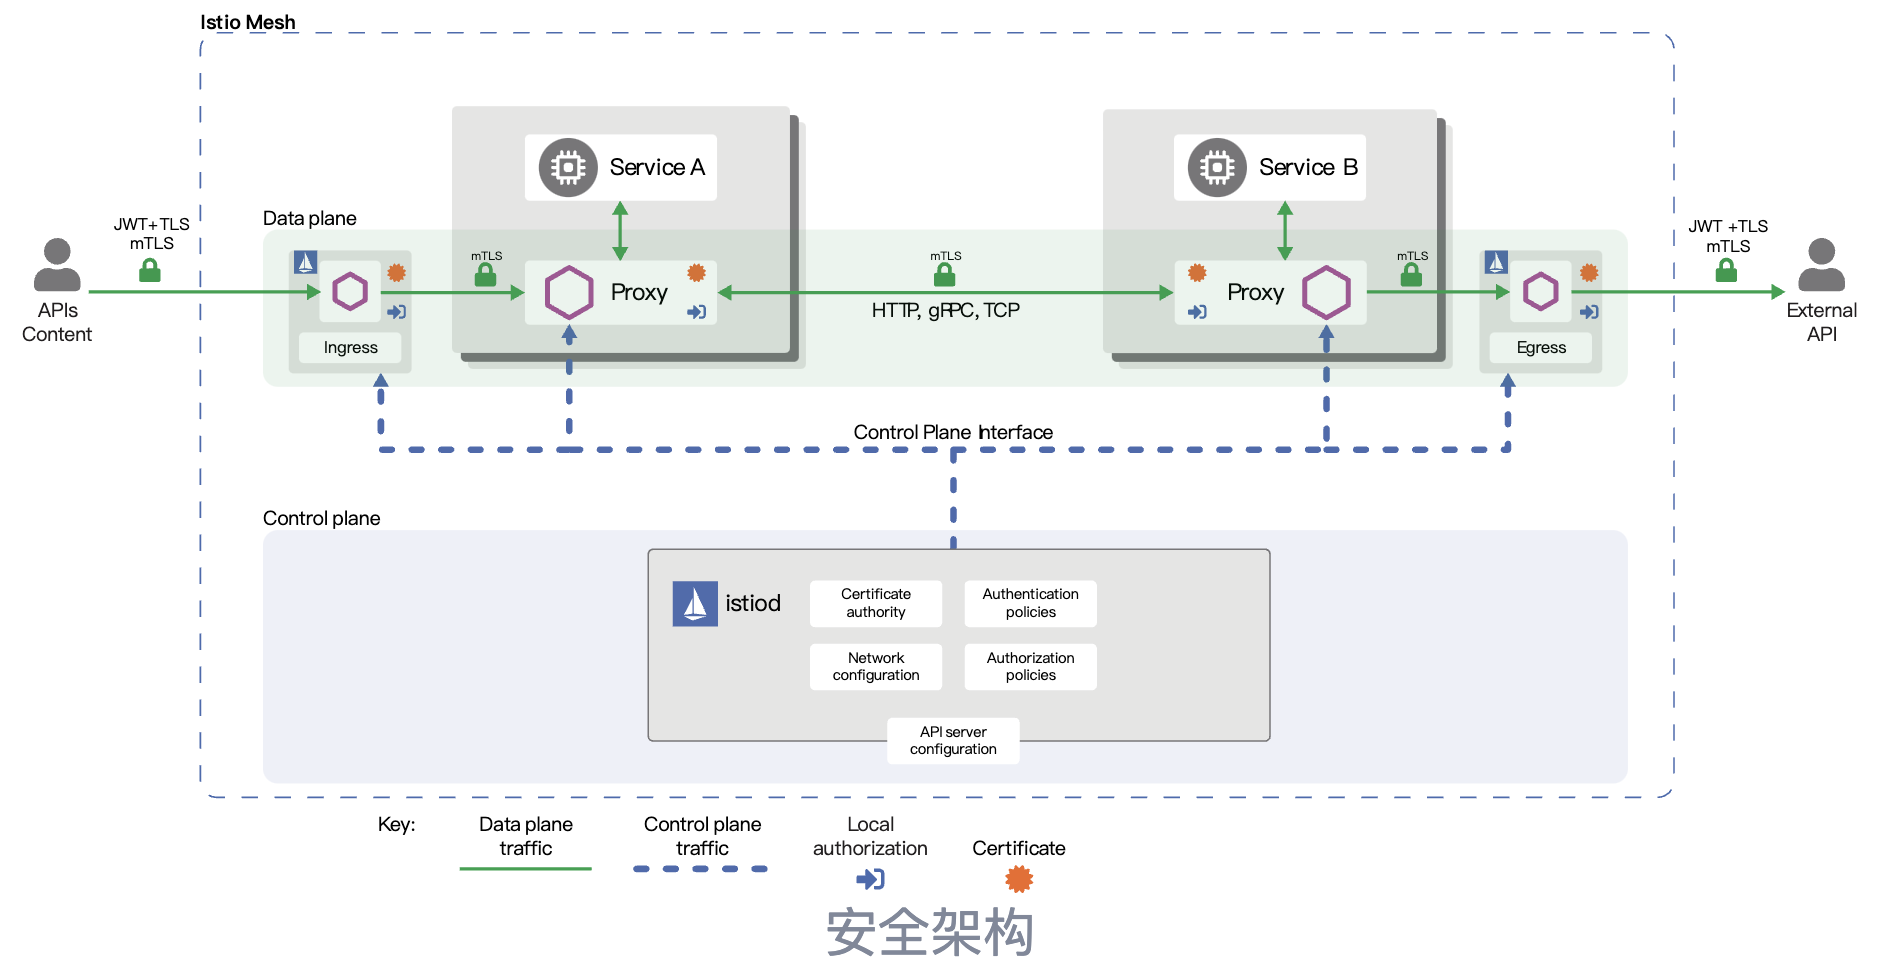 Istio Mesh
Service A
Service B
Data plane
JWT+TLS
mTLS
JWT +TLS
mTLS
mTLS
mTLS
mTLS
Proxy
Proxy
HTTP, gRPC, TCP
APIs
Content
External
API
Ingress
Egress
Control Plane Interface
Control plane
istiod
Certificate
authority
Authentication
policies
Network
configuration
Authorization
policies
API server
configuration
Key:
Data plane
traffic
Control plane
traffic
Local
authorization
Certificate
安全架构